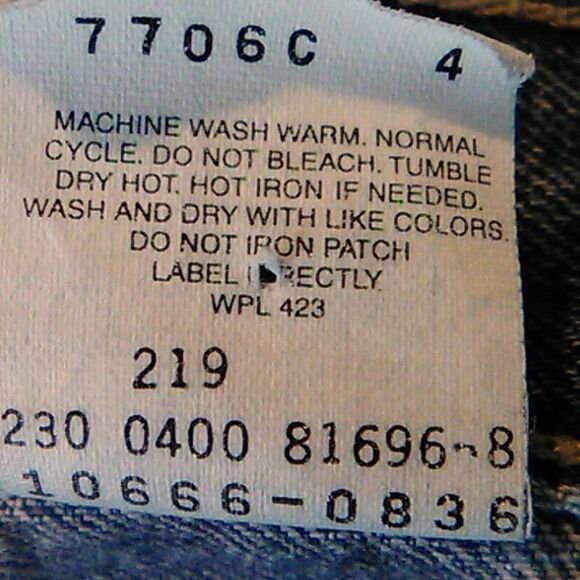 7706C 4
MACHINE WASH WARM. NORMAL
CYCLE. DO NOT BLEACH. TUMBLE
DRY HOT. HOT IRON IF NEEDED.
WASH AND DRY WITH LIKE COLORS.
DO NOT IRON PATCH
LABEL DIRECTLY
WPL 423
219
230 0400 81696-8
10666-0836